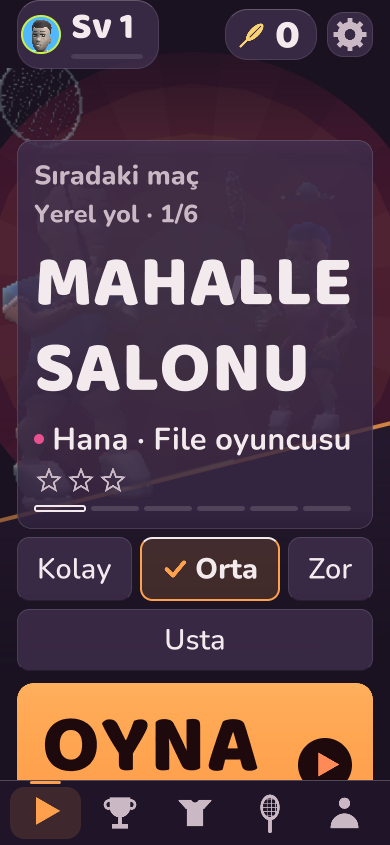 Sv 1
0
Sıradaki maç
Yerel yol · 1/6
MAHALLE
SALONU
Hana · File oyuncusu
Kolay
Orta
Zor
Usta
OYNA